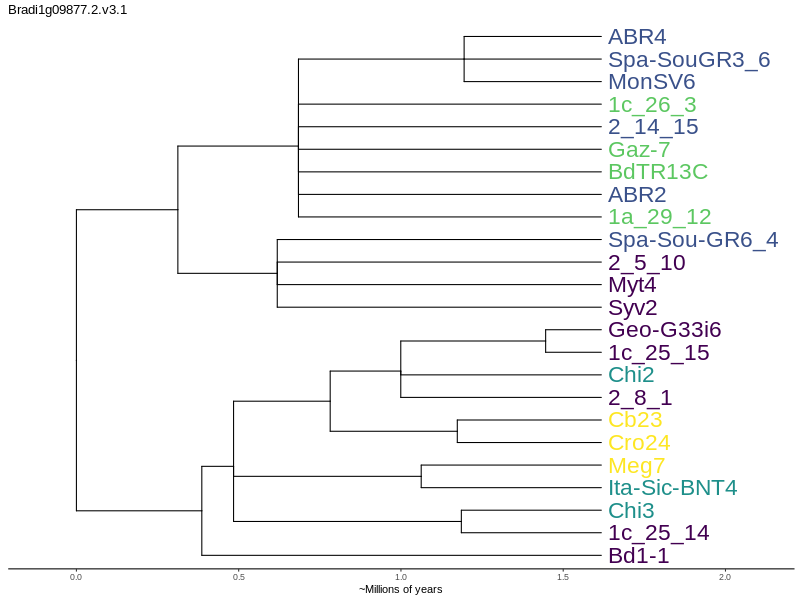 Bradi1g09877.2.v3.1
ABR4
Spa-SouGR3_6
MonSV6
1c_26_3
2_14_15
Gaz-7
BdTR13C
ABR2
1a_29_12
Spa-Sou-GR6_4
2_5_10
Myt4
Syv2
Geo-G33i6
1c_25_15
Chi2
2_8_1
Cb23
Cro24
Meg7
Ita-Sic-BNT4
Chi3
1c_25_14
Bd1-1
0.0 0.5 1.0 1.5 2.0
~Millions of years